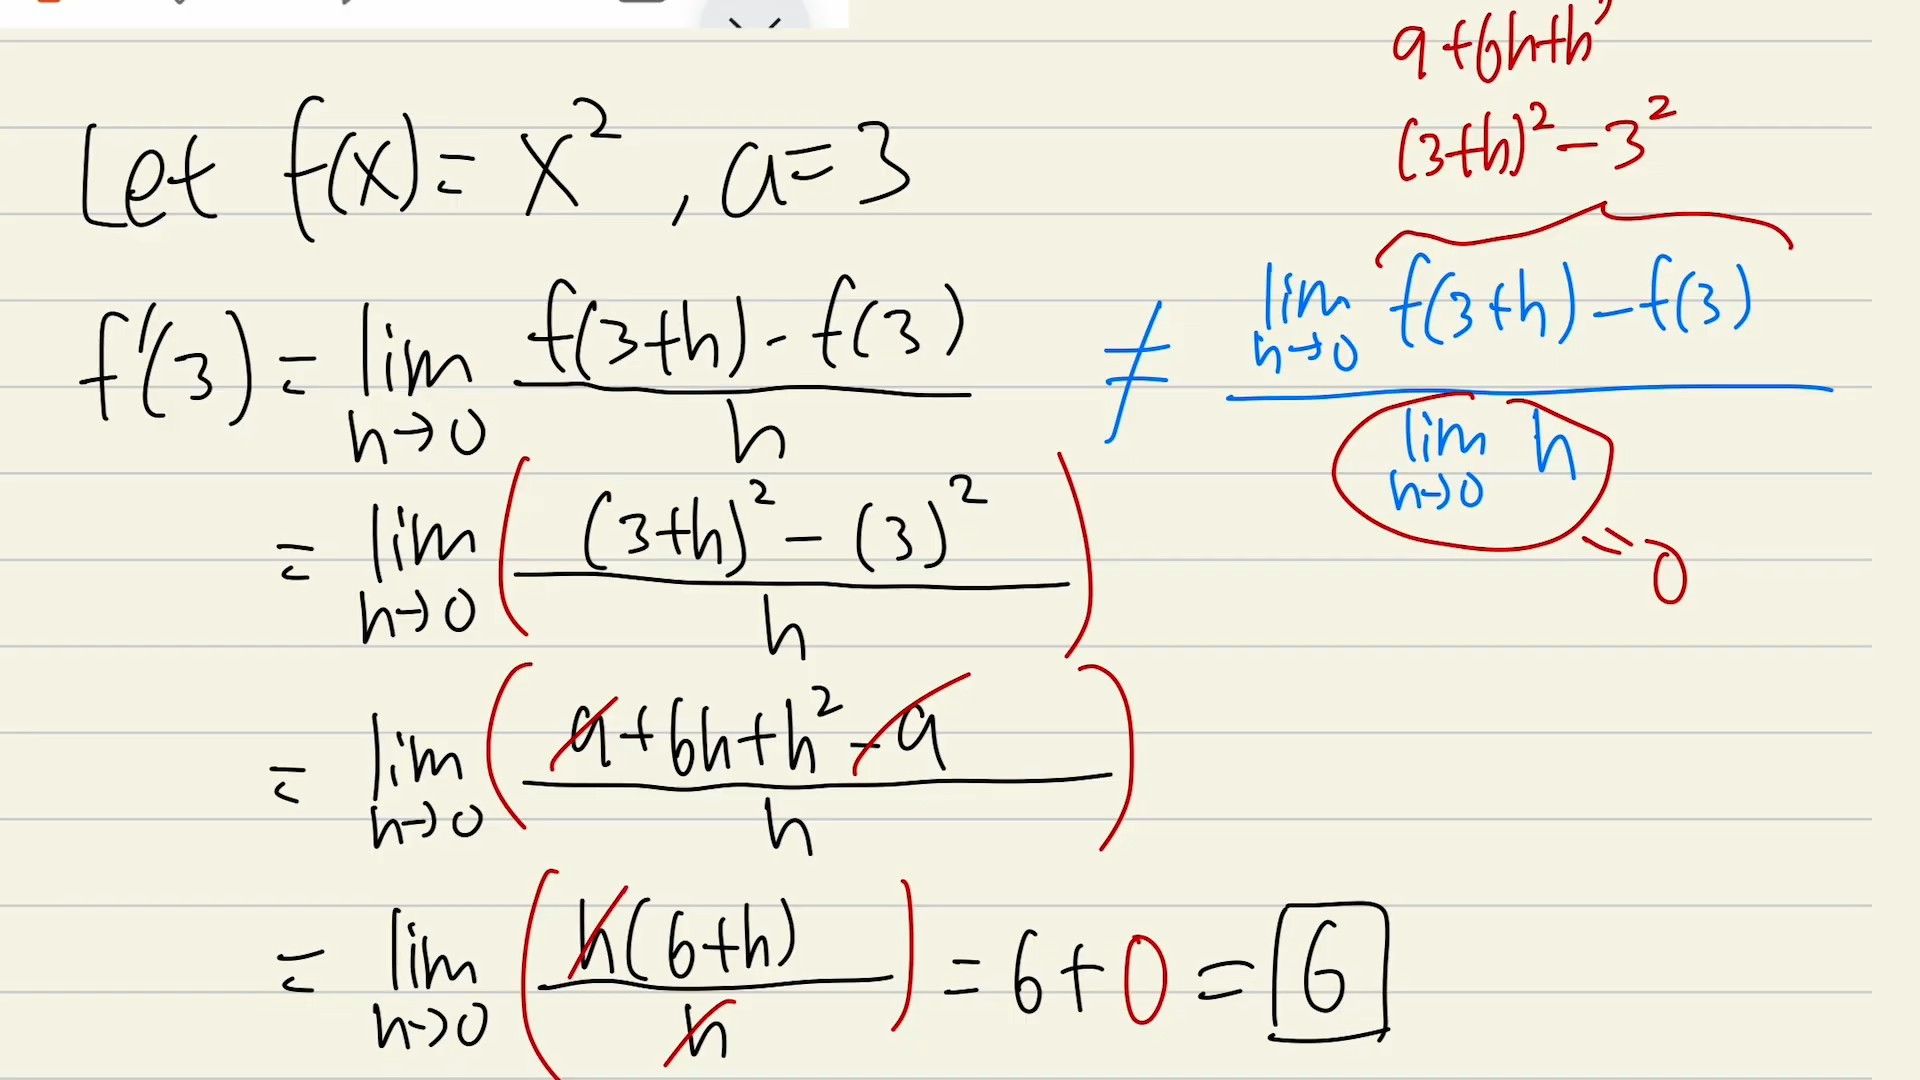 9+6h+h²
(3+h)² - 3²
Let f(x) = x², a = 3
f'(3) = lim h→0 (f(3+h) - f(3))/h ≠ (lim h→0 f(3+h) - f(3))/(lim h→0 h) = 0
= lim h→0 (((3+h)² - (3)²)/h)
= lim h→0 ((9+6h+h² - 9)/h)
= lim h→0 (h(6+h)/h) = 6+0 = 6